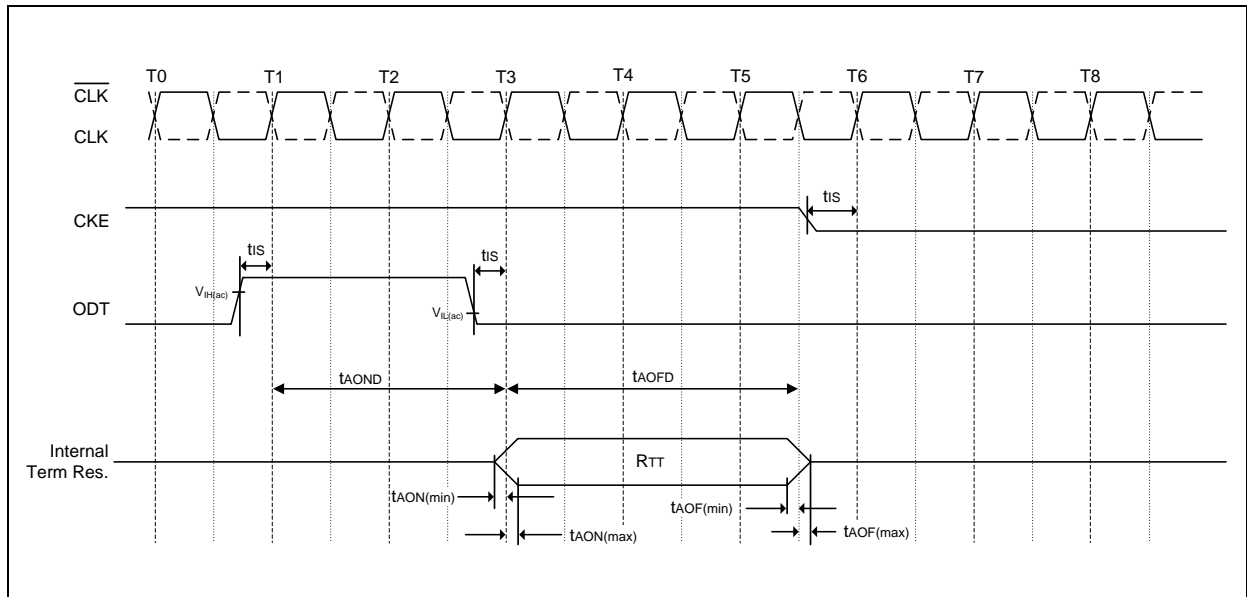 T0 T1 T2 T3 T4 T5 T6 T7 T8
CLK
CLK
tIS
CKE
tIS tIS
VIH(ac)
ODT
VIL(ac)
tAOND tAOFD
Internal
Term Res.
RTT
tAON(min) tAOF(min)
tAON(max) tAOF(max)